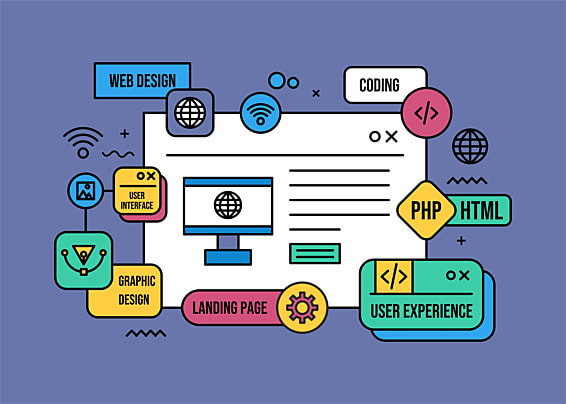 WEB DESIGN
CODING
</>
USER
INTERFACE
PHP
HTML
GRAPHIC
DESIGN
LANDING PAGE
</>
USER EXPERIENCE